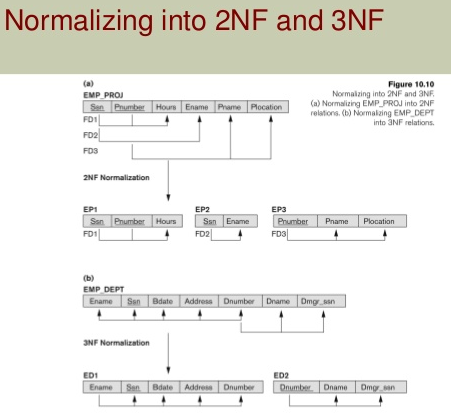 Normalizing into 2NF and 3NF
(a)
EMP_PROJ
Ssn Pnumber Hours Ename Pname Plocation
FD1
FD2
FD3
Figure 10.10
Normalizing into 2NF and 3NF.
(a) Normalizing EMP_PROJ into 2NF
relations. (b) Normalizing EMP_DEPT
into 3NF relations.
2NF Normalization
EP1
Ssn Pnumber Hours
FD1
EP2
Ssn Ename
FD2
EP3
Pnumber Pname Plocation
FD3
(b)
EMP_DEPT
Ename Ssn Bdate Address Dnumber Dname Dmgr_ssn
3NF Normalization
ED1
Ename Ssn Bdate Address Dnumber
ED2
Dnumber Dname Dmgr_ssn